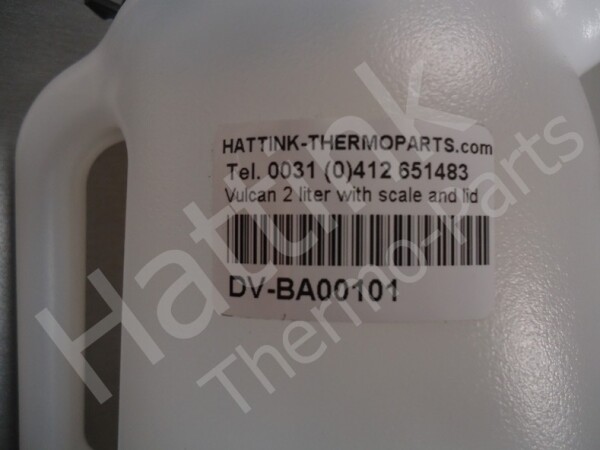 HATTINK-THERMOPARTS.com
Tel. 0031 (0)412 651483
Vulcan 2 liter with scale and lid
DV-BA00101
Hattink
Thermo-Parts